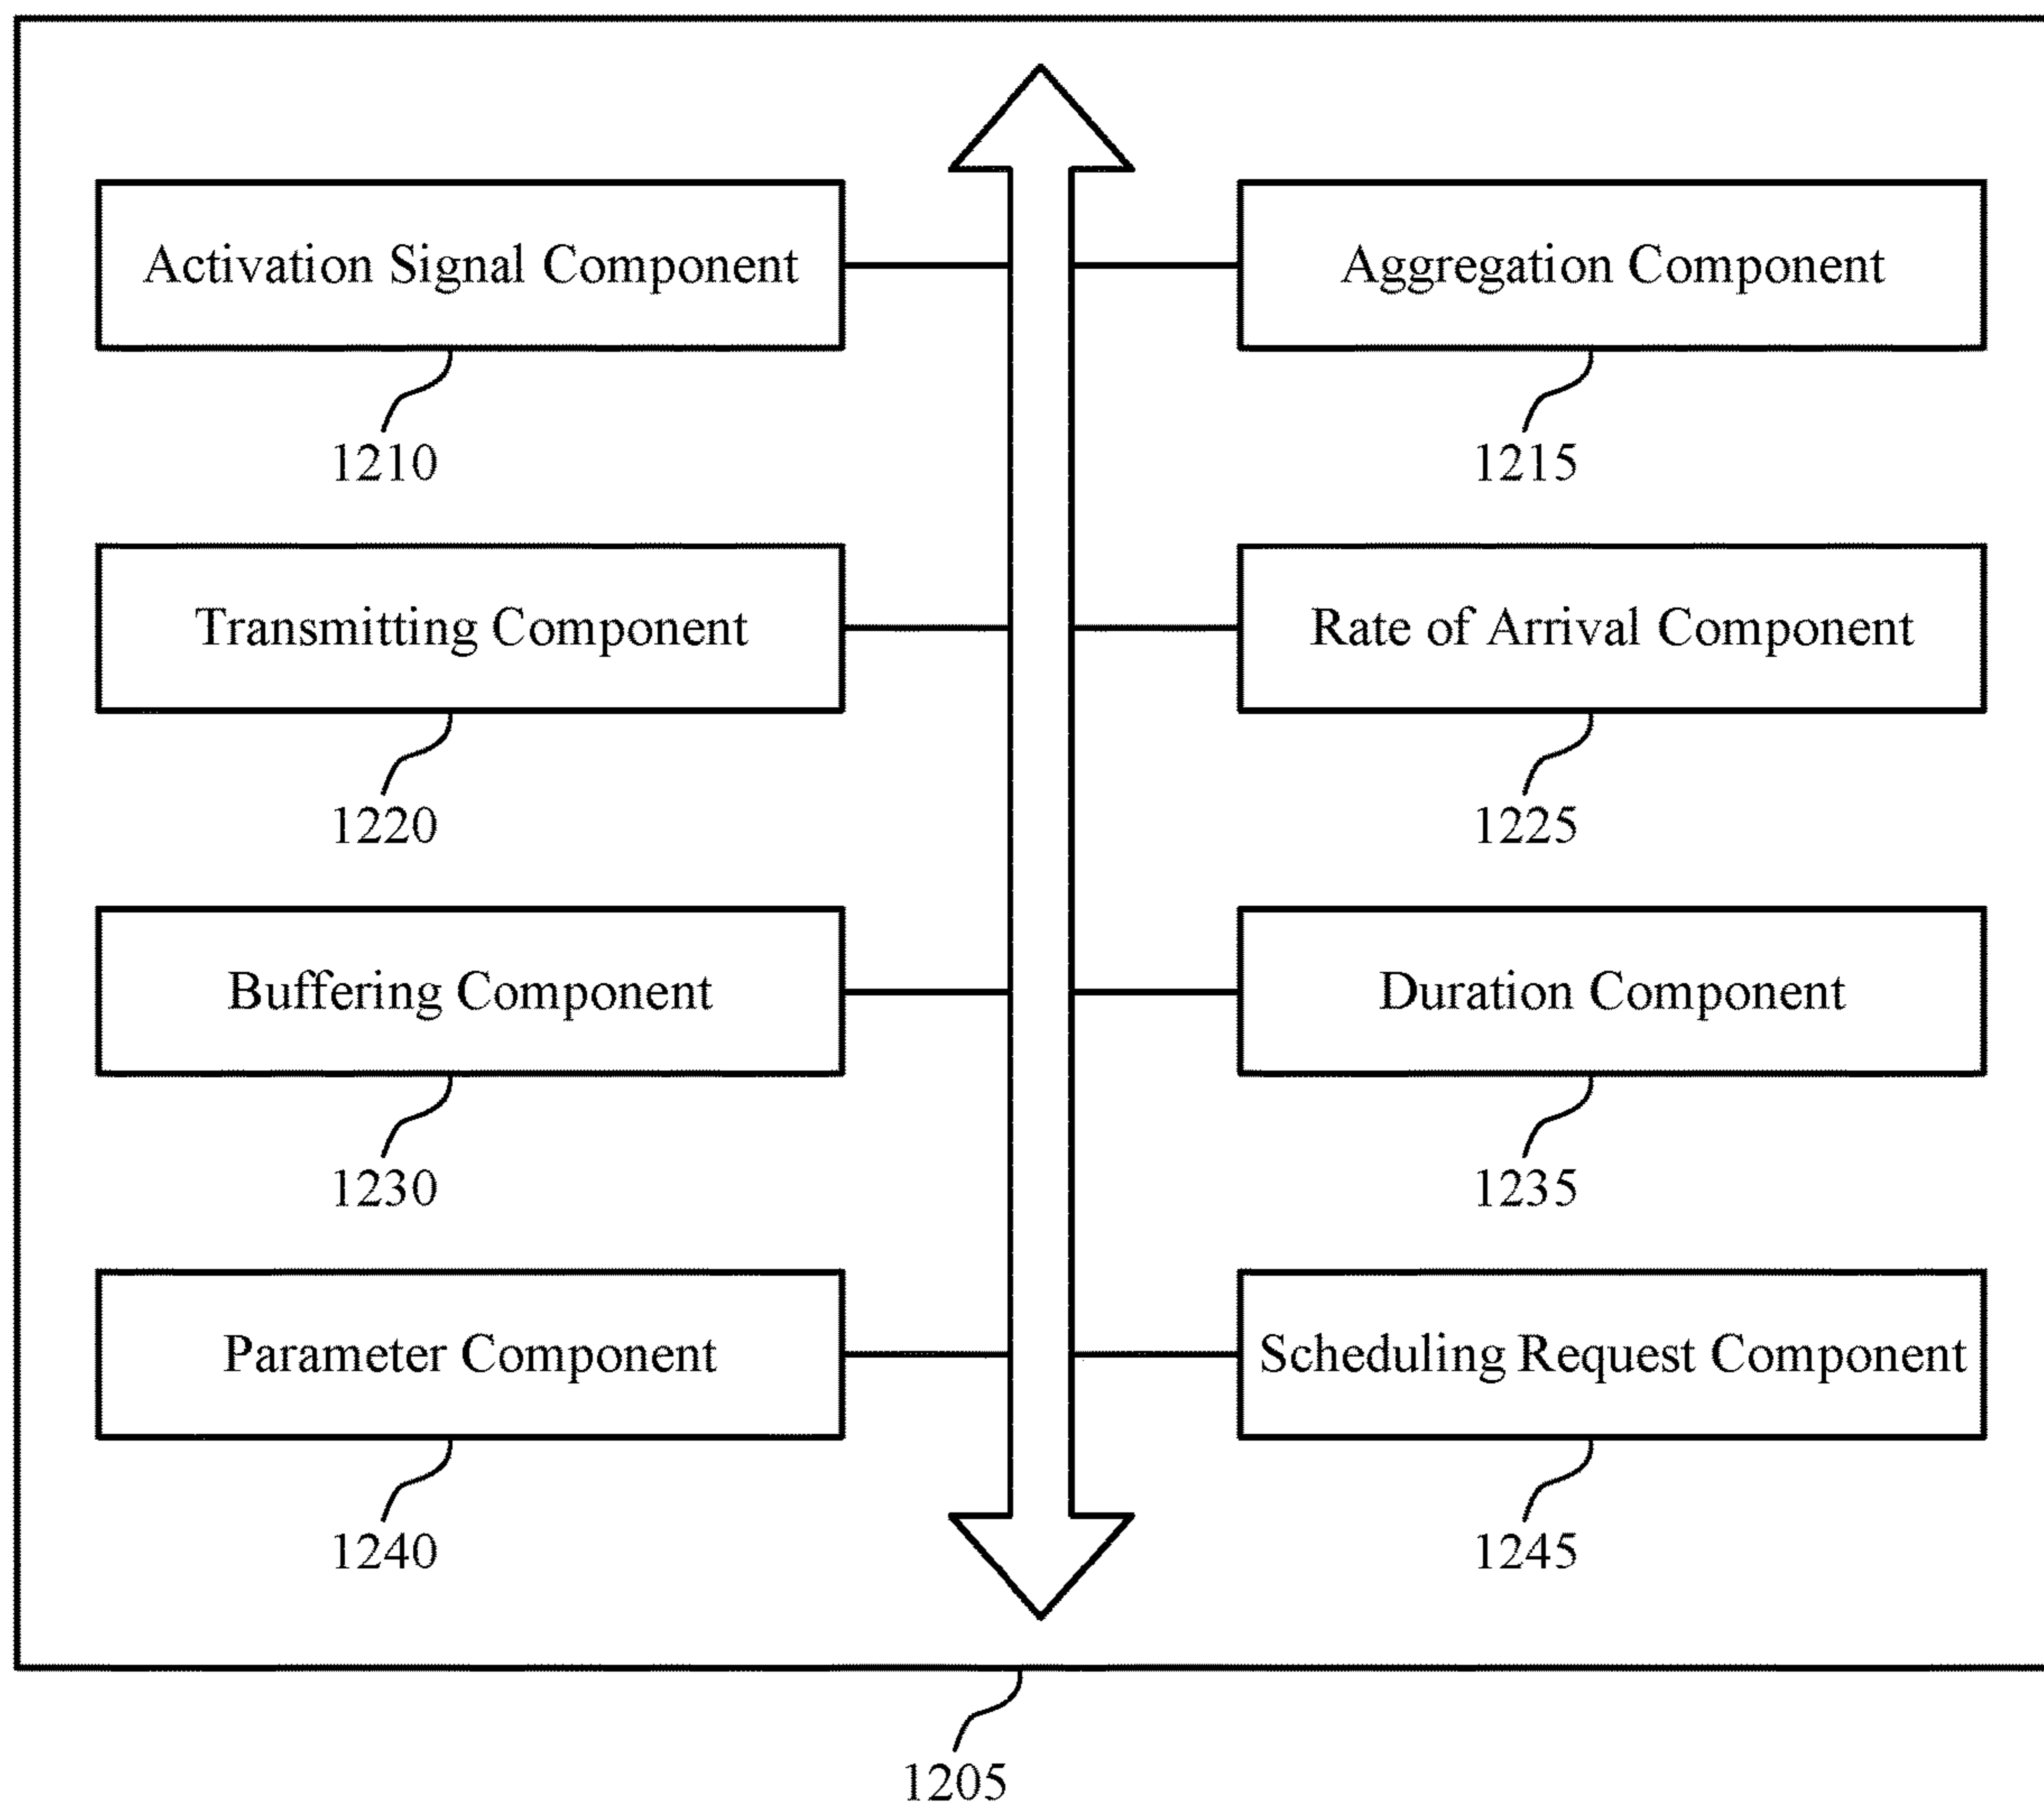 Activation Signal Component
Aggregation Component
1210
1215
Transmitting Component
Rate of Arrival Component
1220
1225
Buffering Component
Duration Component
1230
1235
Parameter Component
Scheduling Request Component
1240
1245
1205